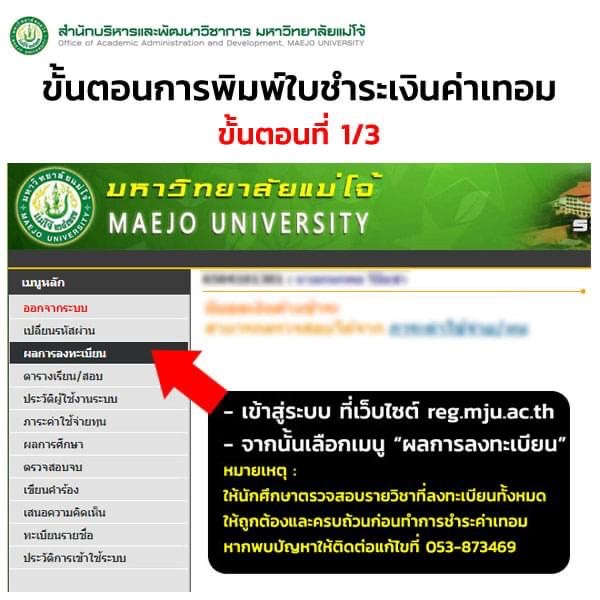 สำนักบริหารและพัฒนาวิชาการ มหาวิทยาลัยแม่โจ้
Office of Academic Administration and Development, MAEJO UNIVERSITY
ขั้นตอนการพิมพ์ใบชำระเงินค่าเทอม
ขั้นตอนที่ 1/3
มหาวิทยาลัยแม่โจ้
MAEJO UNIVERSITY
เมนูหลัก
ออกจากระบบ
เปลี่ยนรหัสผ่าน
ผลการลงทะเบียน
ตารางเรียน/สอบ
ประวัติผู้ใช้งานระบบ
ภาระค่าใช้จ่ายทุน
ผลการศึกษา
ตรวจสอบจบ
เขียนคำร้อง
เสนอความคิดเห็น
ทะเบียนรายชื่อ
ประวัติการเข้าใช้ระบบ
- เข้าสู่ระบบ ที่เว็บไซต์ reg.mju.ac.th
- จากนั้นเลือกเมนู “ผลการลงทะเบียน”
หมายเหตุ :
ให้นักศึกษาตรวจสอบรายวิชาที่ลงทะเบียนทั้งหมด
ให้ถูกต้องและครบถ้วนก่อนทำการชำระค่าเทอม
หากพบปัญหาให้ติดต่อแก้ไขที่ 053-873469